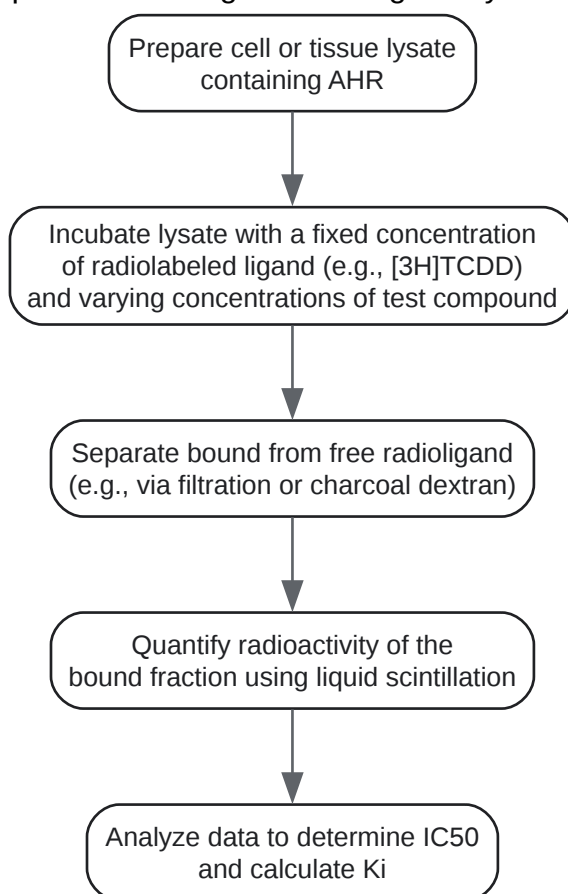 Prepare cell or tissue lysate
containing AHR
Incubate lysate with a fixed concentration
of radiolabeled ligand (e.g., [3H]TCDD)
and varying concentrations of test compound
Separate bound from free radioligand
(e.g., via filtration or charcoal dextran)
Quantify radioactivity of the
bound fraction using liquid scintillation
Analyze data to determine IC50
and calculate Ki